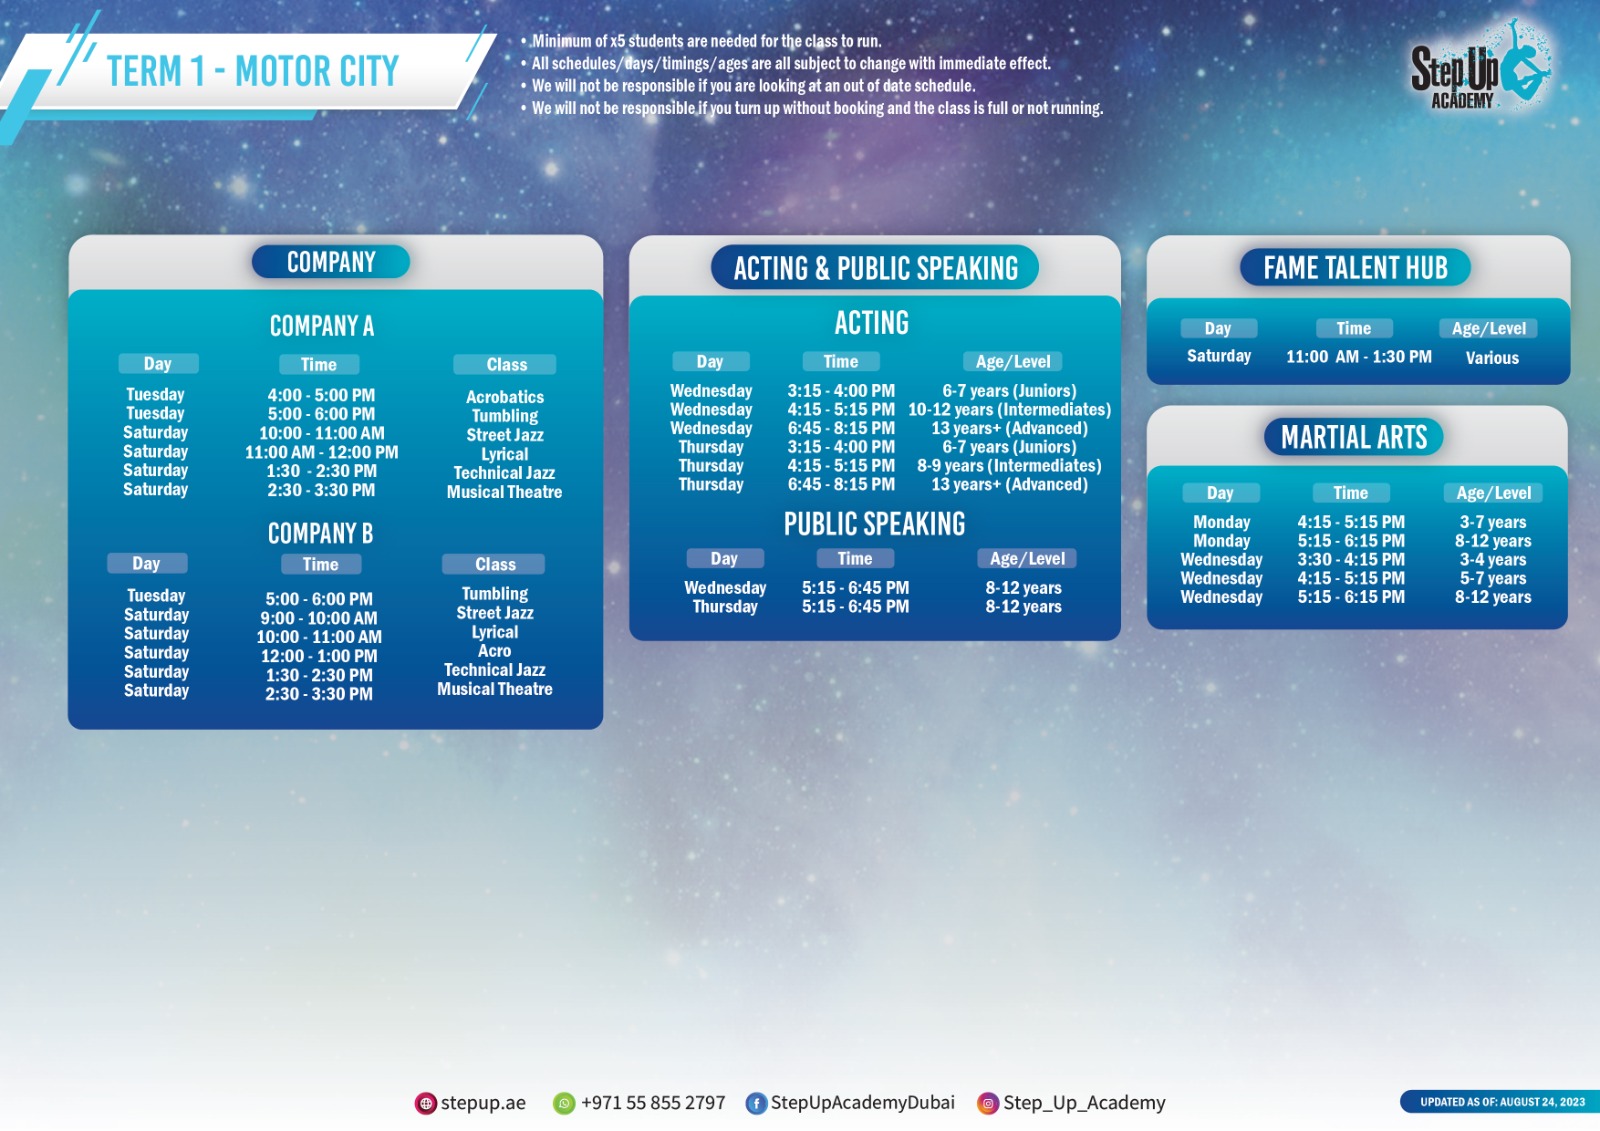 TERM 1 - MOTOR CITY
• Minimum of x5 students are needed for the class to run.
• All schedules/days/timings/ages are all subject to change with immediate effect.
• We will not be responsible if you are looking at an out of date schedule.
• We will not be responsible if you turn up without booking and the class is full or not running.
Step Up
ACADEMY
COMPANY
COMPANY A
Day Time Class
Tuesday 4:00 - 5:00 PM Acrobatics
Tuesday 5:00 - 6:00 PM Tumbling
Saturday 10:00 - 11:00 AM Street Jazz
Saturday 11:00 AM - 12:00 PM Lyrical
Saturday 1:30 - 2:30 PM Technical Jazz
Saturday 2:30 - 3:30 PM Musical Theatre
COMPANY B
Day Time Class
Tuesday 5:00 - 6:00 PM Tumbling
Saturday 9:00 - 10:00 AM Street Jazz
Saturday 10:00 - 11:00 AM Lyrical
Saturday 12:00 - 1:00 PM Acro
Saturday 1:30 - 2:30 PM Technical Jazz
Saturday 2:30 - 3:30 PM Musical Theatre
ACTING & PUBLIC SPEAKING
ACTING
Day Time Age/Level
Wednesday 3:15 - 4:00 PM 6-7 years (Juniors)
Wednesday 4:15 - 5:15 PM 10-12 years (Intermediates)
Wednesday 6:45 - 8:15 PM 13 years+ (Advanced)
Thursday 3:15 - 4:00 PM 6-7 years (Juniors)
Thursday 4:15 - 5:15 PM 8-9 years (Intermediates)
Thursday 6:45 - 8:15 PM 13 years+ (Advanced)
PUBLIC SPEAKING
Day Time Age/Level
Wednesday 5:15 - 6:45 PM 8-12 years
Thursday 5:15 - 6:45 PM 8-12 years
FAME TALENT HUB
Day Time Age/Level
Saturday 11:00 AM - 1:30 PM Various
MARTIAL ARTS
Day Time Age/Level
Monday 4:15 - 5:15 PM 3-7 years
Monday 5:15 - 6:15 PM 8-12 years
Wednesday 3:30 - 4:15 PM 3-4 years
Wednesday 4:15 - 5:15 PM 5-7 years
Wednesday 5:15 - 6:15 PM 8-12 years
stepup.ae +971 55 855 2797 StepUpAcademyDubai Step_Up_Academy
UPDATED AS OF: AUGUST 24, 2023